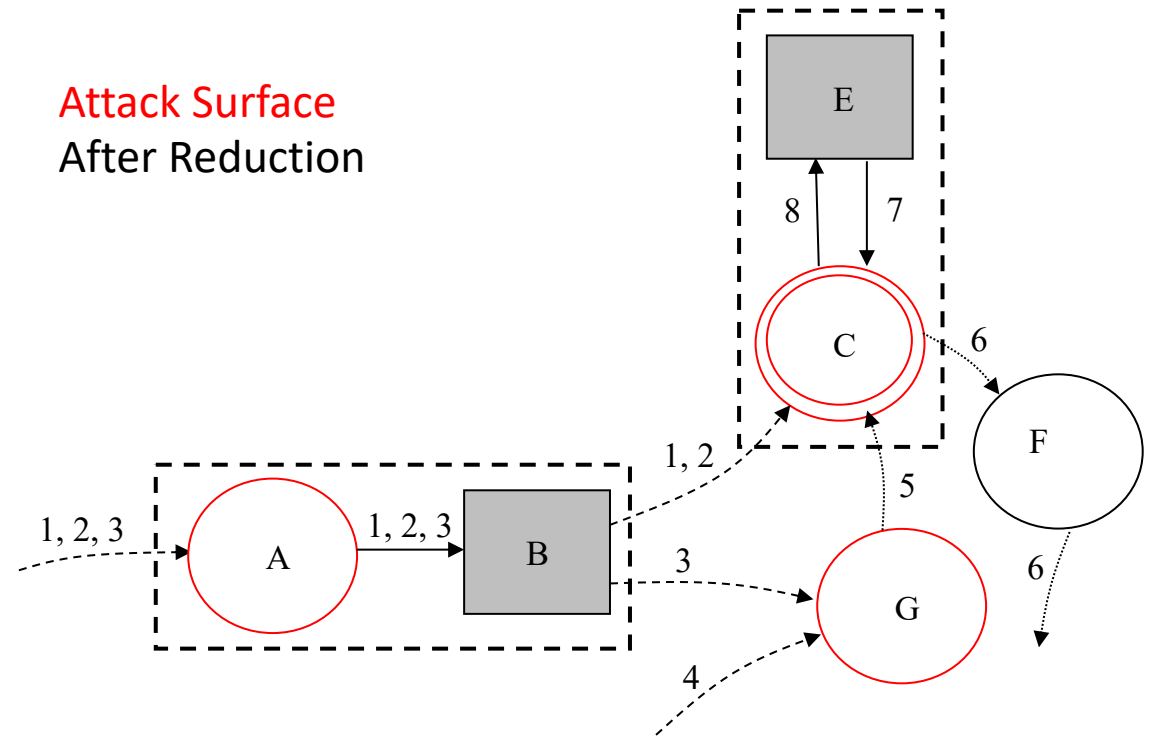 Attack Surface
After Reduction
E
8
7
C
6
F
1, 2
5
1, 2, 3
A
1, 2, 3
B
3
G
6
4